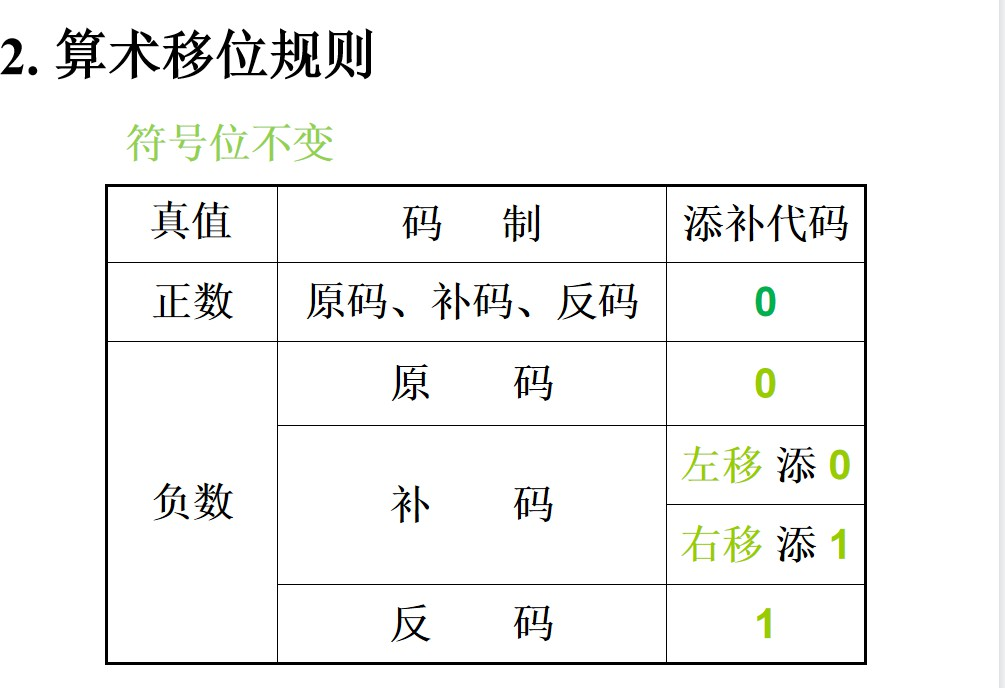 2. 算术移位规则
符号位不变
真值 码 制 添补代码
正数 原码、补码、反码 0
负数
原 码 0
补 码
左移 添 0
右移 添 1
反 码 1